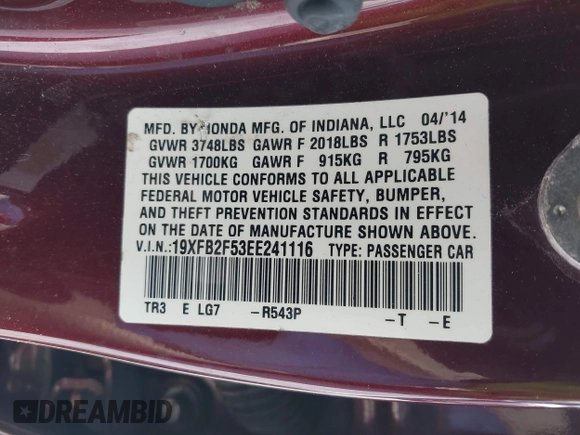 MFD. BY HONDA MFG. OF INDIANA, LLC 04/'14
GVWR 3748LBS GAWR F 2018LBS R 1753LBS
GVWR 1700KG GAWR F 915KG R 795KG
THIS VEHICLE CONFORMS TO ALL APPLICABLE
FEDERAL MOTOR VEHICLE SAFETY, BUMPER,
AND THEFT PREVENTION STANDARDS IN EFFECT
ON THE DATE OF MANUFACTURE SHOWN ABOVE.
V.I.N.:19XFB2F53EE241116 TYPE: PASSENGER CAR
TR3 E LG7 -R543P -T -E
DREAMBID